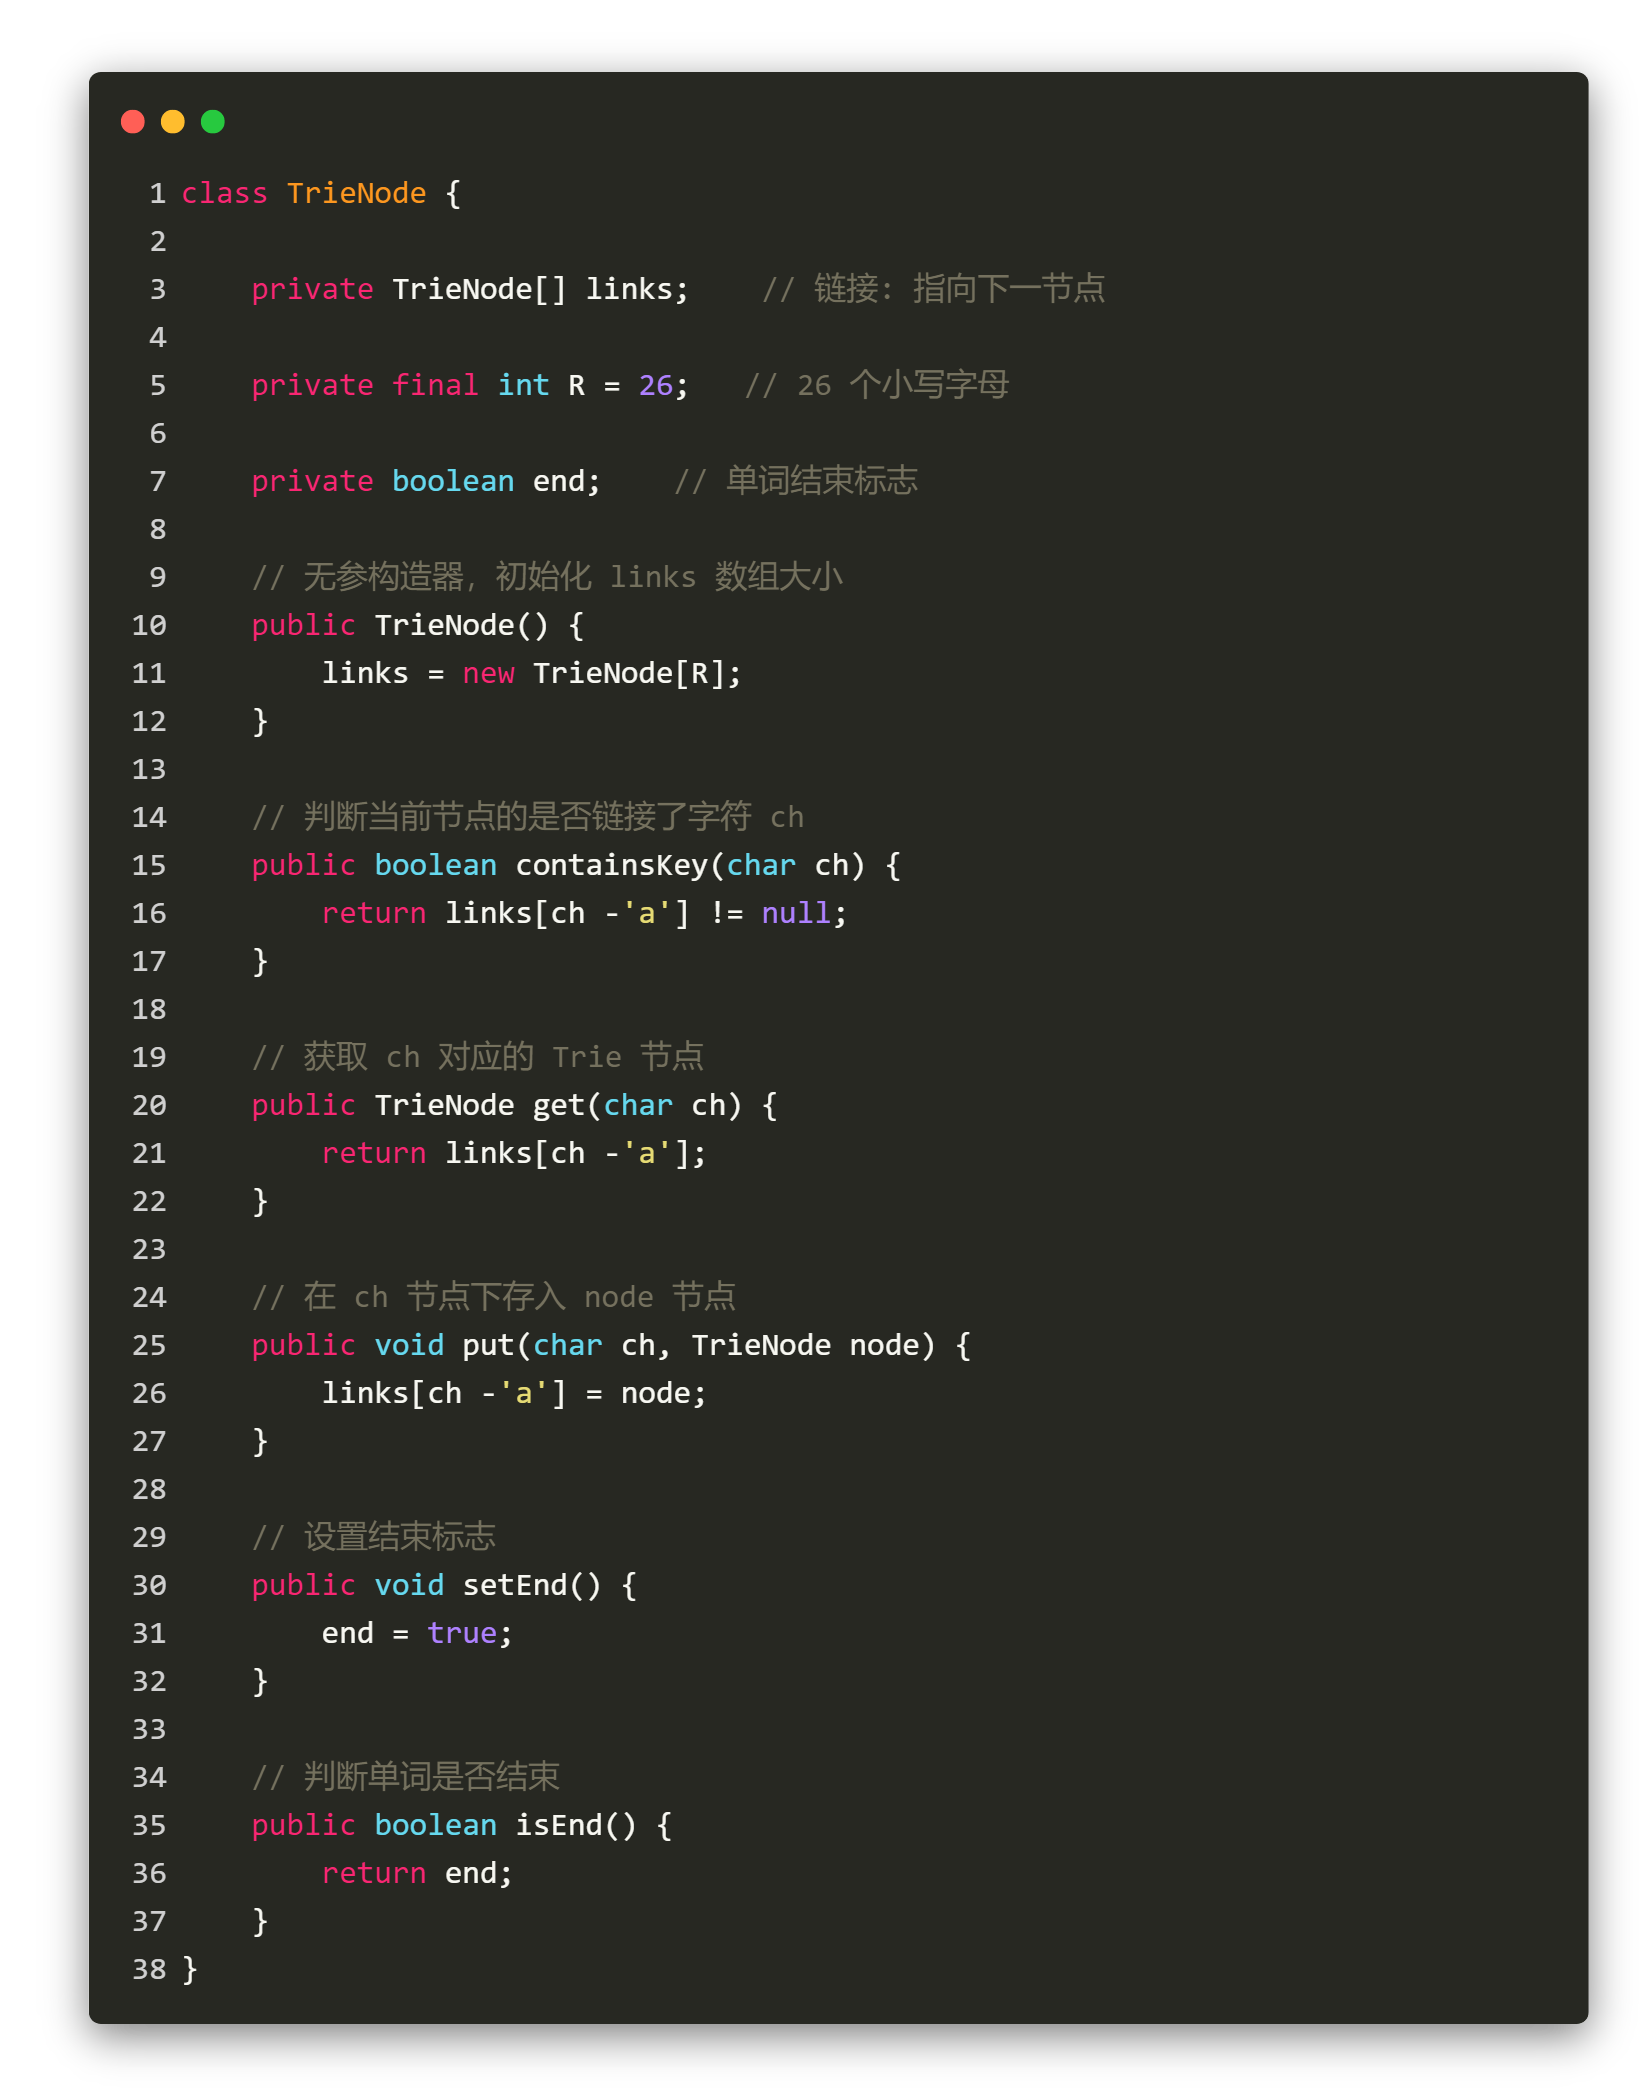 1 class TrieNode {
2
3     private TrieNode[] links;    // 链接: 指向下一节点
4
5     private final int R = 26;   // 26 个小写字母
6
7     private boolean end;    // 单词结束标志
8
9     // 无参构造器, 初始化 links 数组大小
10     public TrieNode() {
11         links = new TrieNode[R];
12     }
13
14     // 判断当前节点的是否链接了字符 ch
15     public boolean containsKey(char ch) {
16         return links[ch -'a'] != null;
17     }
18
19     // 获取 ch 对应的 Trie 节点
20     public TrieNode get(char ch) {
21         return links[ch -'a'];
22     }
23
24     // 在 ch 节点下存入 node 节点
25     public void put(char ch, TrieNode node) {
26         links[ch -'a'] = node;
27     }
28
29     // 设置结束标志
30     public void setEnd() {
31         end = true;
32     }
33
34     // 判断单词是否结束
35     public boolean isEnd() {
36         return end;
37     }
38 }